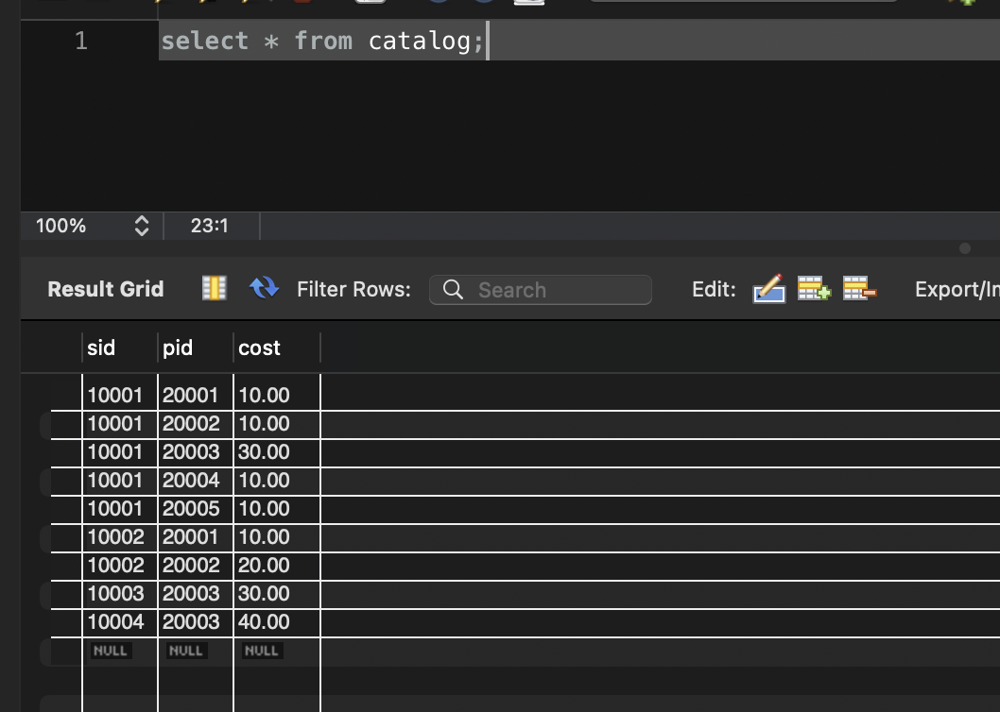 1 select * from catalog;
100% 23:1
Result Grid Filter Rows: Search Edit: Export/In
sid pid cost
10001 20001 10.00
10001 20002 10.00
10001 20003 30.00
10001 20004 10.00
10001 20005 10.00
10002 20001 10.00
10002 20002 20.00
10003 20003 30.00
10004 20003 40.00
NULL NULL NULL